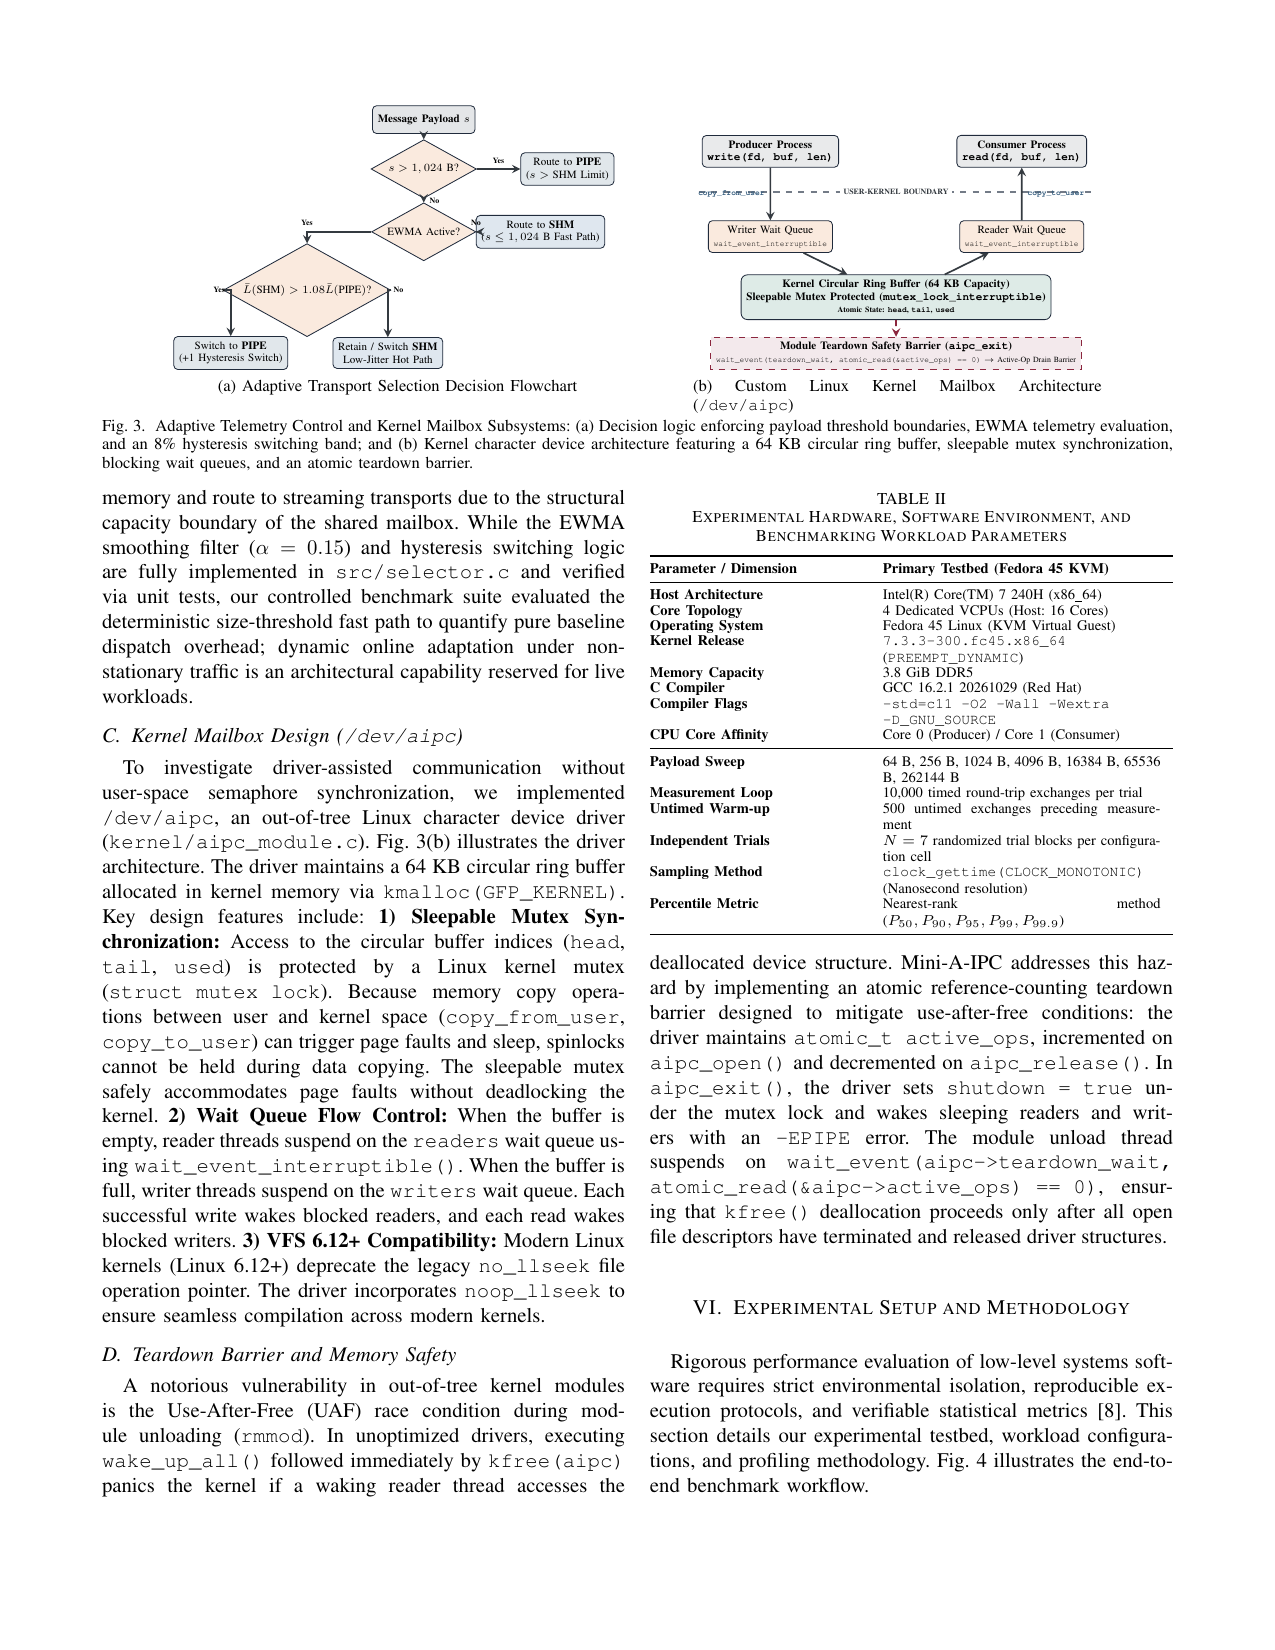 Message Payload s
s > 1,024 B?
Yes
Route to PIPE
(s > SHM Limit)
No
EWMA Active?
No
Route to SHM
(s ≤ 1,024 B Fast Path)
Yes
L̄(SHM) > 1.08L̄(PIPE)?
Yes
No
Switch to PIPE
(+1 Hysteresis Switch)
Retain / Switch SHM
Low-Jitter Hot Path
(a) Adaptive Transport Selection Decision Flowchart
Producer Process
write(fd, buf, len)
Consumer Process
read(fd, buf, len)
copy_from_user
USER-KERNEL BOUNDARY
copy_to_user
Writer Wait Queue
wait_event_interruptible
Reader Wait Queue
wait_event_interruptible
Kernel Circular Ring Buffer (64 KB Capacity)
Sleepable Mutex Protected (mutex_lock_interruptible)
Atomic State: head, tail, used
Module Teardown Safety Barrier (aipc_exit)
wait_event(teardown_wait, atomic_read(&active_ops) == 0) → Active-Op Drain Barrier
(b) Custom Linux Kernel Mailbox Architecture
(/dev/aipc)
Fig. 3. Adaptive Telemetry Control and Kernel Mailbox Subsystems: (a) Decision logic enforcing payload threshold boundaries, EWMA telemetry evaluation,
and an 8% hysteresis switching band; and (b) Kernel character device architecture featuring a 64 KB circular ring buffer, sleepable mutex synchronization,
blocking wait queues, and an atomic teardown barrier.
memory and route to streaming transports due to the structural
capacity boundary of the shared mailbox. While the EWMA
smoothing filter (α = 0.15) and hysteresis switching logic
are fully implemented in src/selector.c and verified
via unit tests, our controlled benchmark suite evaluated the
deterministic size-threshold fast path to quantify pure baseline
dispatch overhead; dynamic online adaptation under non-
stationary traffic is an architectural capability reserved for live
workloads.
C. Kernel Mailbox Design (/dev/aipc)
To investigate driver-assisted communication without
user-space semaphore synchronization, we implemented
/dev/aipc, an out-of-tree Linux character device driver
(kernel/aipc_module.c). Fig. 3(b) illustrates the driver
architecture. The driver maintains a 64 KB circular ring buffer
allocated in kernel memory via kmalloc(GFP_KERNEL).
Key design features include: 1) Sleepable Mutex Syn-
chronization: Access to the circular buffer indices (head,
tail, used) is protected by a Linux kernel mutex
(struct mutex lock). Because memory copy opera-
tions between user and kernel space (copy_from_user,
copy_to_user) can trigger page faults and sleep, spinlocks
cannot be held during data copying. The sleepable mutex
safely accommodates page faults without deadlocking the
kernel. 2) Wait Queue Flow Control: When the buffer is
empty, reader threads suspend on the readers wait queue us-
ing wait_event_interruptible(). When the buffer is
full, writer threads suspend on the writers wait queue. Each
successful write wakes blocked readers, and each read wakes
blocked writers. 3) VFS 6.12+ Compatibility: Modern Linux
kernels (Linux 6.12+) deprecate the legacy no_llseek file
operation pointer. The driver incorporates noop_llseek to
ensure seamless compilation across modern kernels.
D. Teardown Barrier and Memory Safety
A notorious vulnerability in out-of-tree kernel modules
is the Use-After-Free (UAF) race condition during mod-
ule unloading (rmmod). In unoptimized drivers, executing
wake_up_all() followed immediately by kfree(aipc)
panics the kernel if a waking reader thread accesses the
TABLE II
EXPERIMENTAL HARDWARE, SOFTWARE ENVIRONMENT, AND
BENCHMARKING WORKLOAD PARAMETERS
Parameter / Dimension Primary Testbed (Fedora 45 KVM)
Host Architecture Intel(R) Core(TM) 7 240H (x86_64)
Core Topology 4 Dedicated VCPUs (Host: 16 Cores)
Operating System Fedora 45 Linux (KVM Virtual Guest)
Kernel Release 7.3.3-300.fc45.x86_64
(PREEMPT_DYNAMIC)
Memory Capacity 3.8 GiB DDR5
C Compiler GCC 16.2.1 20261029 (Red Hat)
Compiler Flags -std=c11 -O2 -Wall -Wextra
-D_GNU_SOURCE
CPU Core Affinity Core 0 (Producer) / Core 1 (Consumer)
Payload Sweep 64 B, 256 B, 1024 B, 4096 B, 16384 B, 65536
B, 262144 B
Measurement Loop 10,000 timed round-trip exchanges per trial
Untimed Warm-up 500 untimed exchanges preceding measure-
ment
Independent Trials N = 7 randomized trial blocks per configura-
tion cell
Sampling Method clock_gettime(CLOCK_MONOTONIC)
(Nanosecond resolution)
Percentile Metric Nearest-rank method
(P50, P90, P95, P99, P99.9)
deallocated device structure. Mini-A-IPC addresses this haz-
ard by implementing an atomic reference-counting teardown
barrier designed to mitigate use-after-free conditions: the
driver maintains atomic_t active_ops, incremented on
aipc_open() and decremented on aipc_release(). In
aipc_exit(), the driver sets shutdown = true un-
der the mutex lock and wakes sleeping readers and writ-
ers with an -EPIPE error. The module unload thread
suspends on wait_event(aipc->teardown_wait,
atomic_read(&aipc->active_ops) == 0), ensur-
ing that kfree() deallocation proceeds only after all open
file descriptors have terminated and released driver structures.
VI. EXPERIMENTAL SETUP AND METHODOLOGY
Rigorous performance evaluation of low-level systems soft-
ware requires strict environmental isolation, reproducible ex-
ecution protocols, and verifiable statistical metrics [8]. This
section details our experimental testbed, workload configura-
tions, and profiling methodology. Fig. 4 illustrates the end-to-
end benchmark workflow.